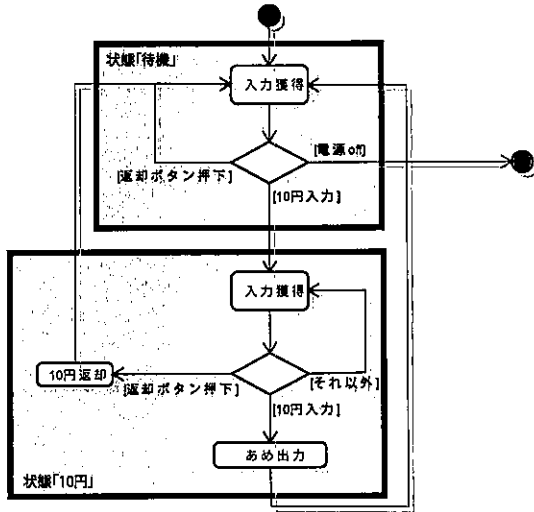 状態「待機」
入力獲得
[電源off]
[返却ボタン押下]
[10円入力]
入力獲得
10円返却
[返却ボタン押下]
[それ以外]
[10円入力]
あめ出力
状態「10円」